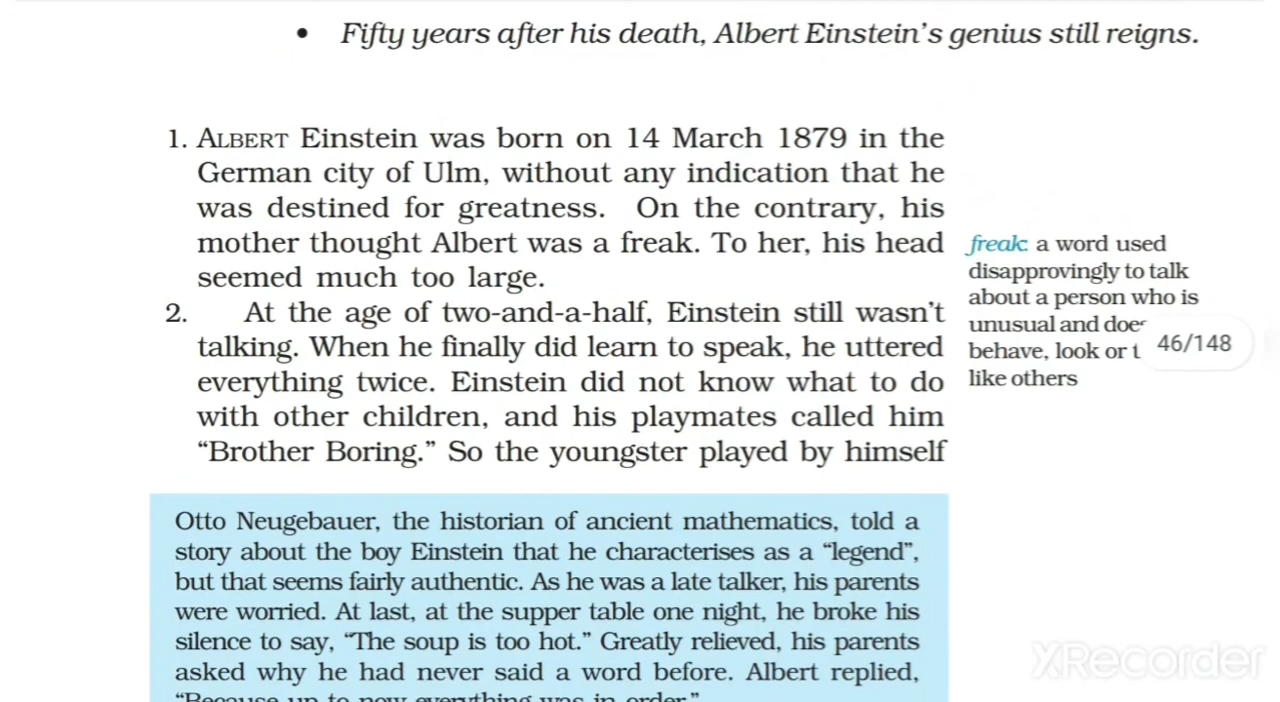 • Fifty years after his death, Albert Einstein's genius still reigns.
1. ALBERT Einstein was born on 14 March 1879 in the
German city of Ulm, without any indication that he
was destined for greatness. On the contrary, his
mother thought Albert was a freak. To her, his head
seemed much too large.
2. At the age of two-and-a-half, Einstein still wasn't
talking. When he finally did learn to speak, he uttered
everything twice. Einstein did not know what to do
with other children, and his playmates called him
“Brother Boring.” So the youngster played by himself
freak: a word used
disapprovingly to talk
about a person who is
unusual and
behave, look or
like others
46/148
Otto Neugebauer, the historian of ancient mathematics, told a
story about the boy Einstein that he characterises as a “legend”,
but that seems fairly authentic. As he was a late talker, his parents
were worried. At last, at the supper table one night, he broke his
silence to say, “The soup is too hot.” Greatly relieved, his parents
asked why he had never said a word before. Albert replied,
“Because up to now everything was in order.”
XRecorder